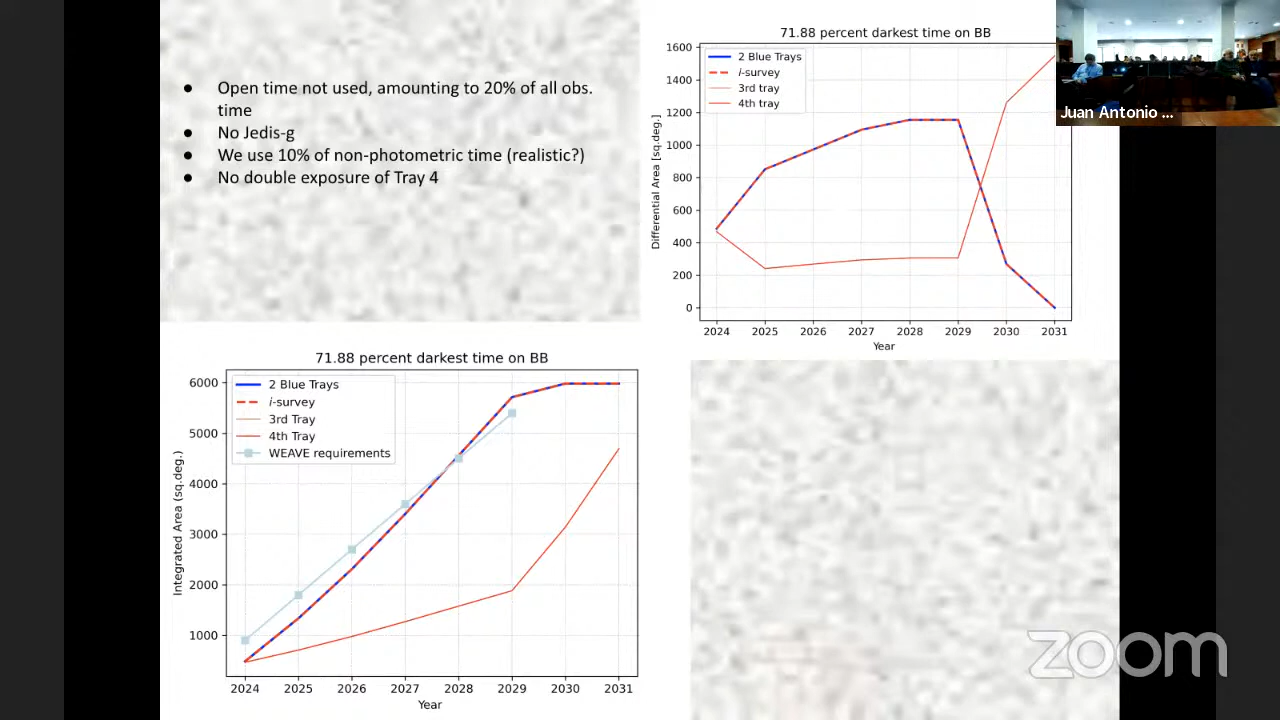 ● Open time not used, amounting to 20% of all obs.
time
● No Jedis-g
● We use 10% of non-photometric time (realistic?)
● No double exposure of Tray 4
71.88 percent darkest time on BB
2 Blue Trays
i-survey
3rd tray
4th tray
1600
1400
1200
1000
800
600
400
200
0
Differential Area [sq.deg.]
2024 2025 2026 2027 2028 2029 2030 2031
Year
Juan Antonio ...
71.88 percent darkest time on BB
2 Blue Trays
i-survey
3rd Tray
4th Tray
WEAVE requirements
6000
5000
4000
3000
2000
1000
Integrated Area (sq.deg.)
2024 2025 2026 2027 2028 2029 2030 2031
Year
zoom